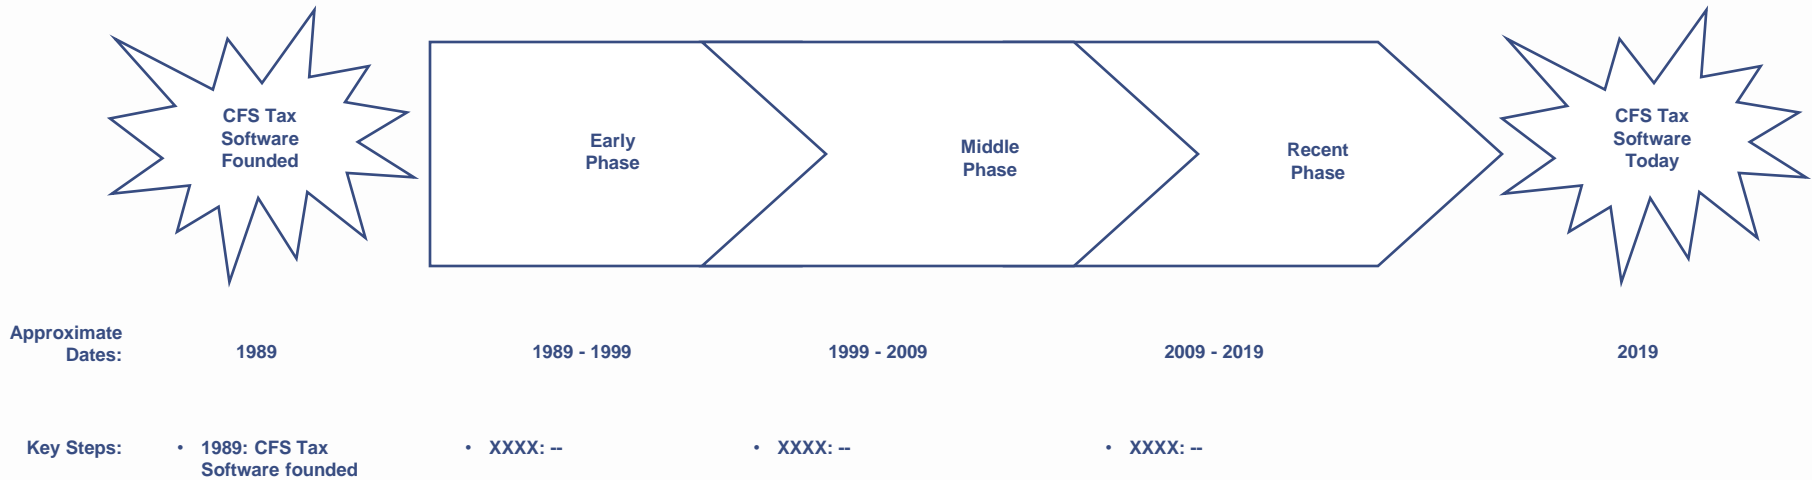 CFS Tax
Software
Founded
Early
Phase
Middle
Phase
Recent
Phase
CFS Tax
Software
Today
Approximate
Dates:
1989
1989 - 1999
1999 - 2009
2009 - 2019
2019
Key Steps:
• 1989: CFS Tax
Software founded
• XXXX: --
• XXXX: --
• XXXX: --